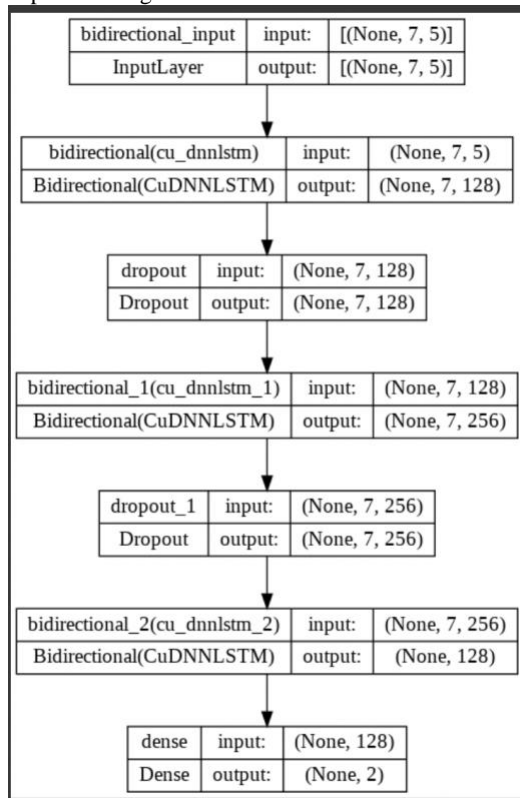 bidirectional_input input: [(None, 7, 5)]
InputLayer output: [(None, 7, 5)]
bidirectional(cu_dnnlstm) input: (None, 7, 5)
Bidirectional(CuDNNLSTM) output: (None, 7, 128)
dropout input: (None, 7, 128)
Dropout output: (None, 7, 128)
bidirectional_1(cu_dnnlstm_1) input: (None, 7, 128)
Bidirectional(CuDNNLSTM) output: (None, 7, 256)
dropout_1 input: (None, 7, 256)
Dropout output: (None, 7, 256)
bidirectional_2(cu_dnnlstm_2) input: (None, 7, 256)
Bidirectional(CuDNNLSTM) output: (None, 128)
dense input: (None, 128)
Dense output: (None, 2)